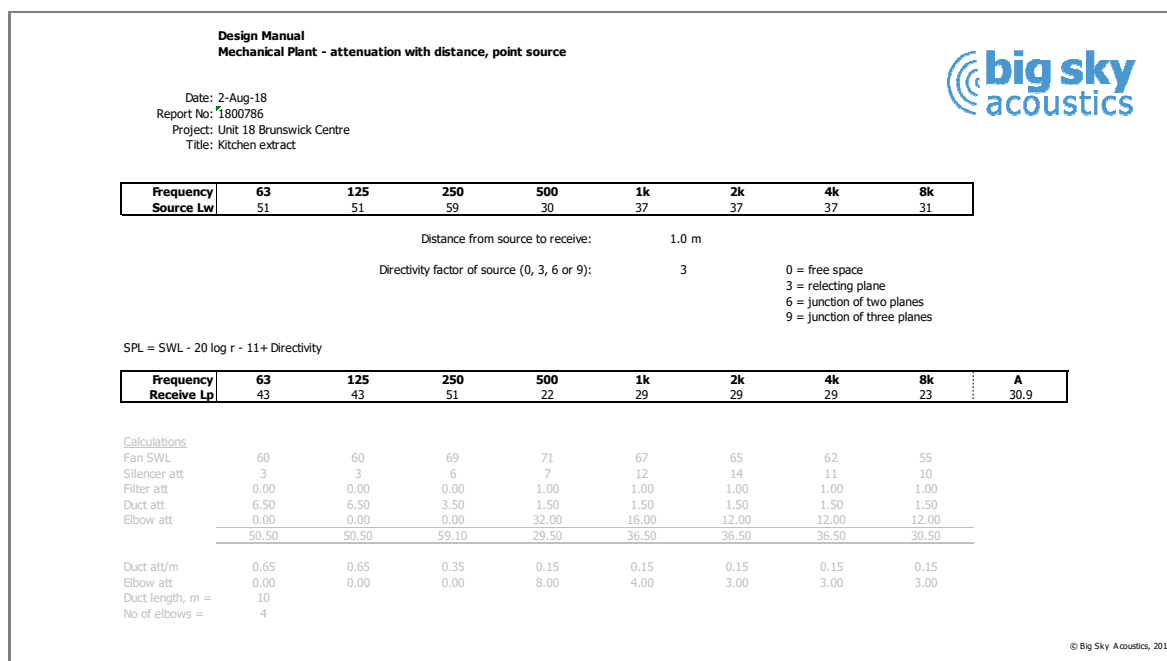 Design Manual
Mechanical Plant - attenuation with distance, point source
big sky
acoustics
Date: 2-Aug-18
Report No: 1800786
Project: Unit 18 Brunswick Centre
Title: Kitchen extract
Frequency 63 125 250 500 1k 2k 4k 8k
Source Lw 51 51 59 30 37 37 37 31
Distance from source to receive: 1.0 m
Directivity factor of source (0, 3, 6 or 9): 3 0 = free space
3 = relecting plane
6 = junction of two planes
9 = junction of three planes
SPL = SWL - 20 log r - 11+ Directivity
Frequency 63 125 250 500 1k 2k 4k 8k A
Receive Lp 43 43 51 22 29 29 29 23 30.9
Calculations
Fan SWL 60 60 69 71 67 65 62 55
Silencer att 3 3 6 7 12 14 11 10
Filter att 0.00 0.00 0.00 1.00 1.00 1.00 1.00 1.00
Duct att 6.50 6.50 3.50 1.50 1.50 1.50 1.50 1.50
Elbow att 0.00 0.00 0.00 32.00 16.00 12.00 12.00 12.00
50.50 50.50 59.10 29.50 36.50 36.50 36.50 30.50
Duct att/m 0.65 0.65 0.35 0.15 0.15 0.15 0.15 0.15
Elbow att 0.00 0.00 0.00 8.00 4.00 3.00 3.00 3.00
Duct length, m = 10
No of elbows = 4
© Big Sky Acoustics, 201